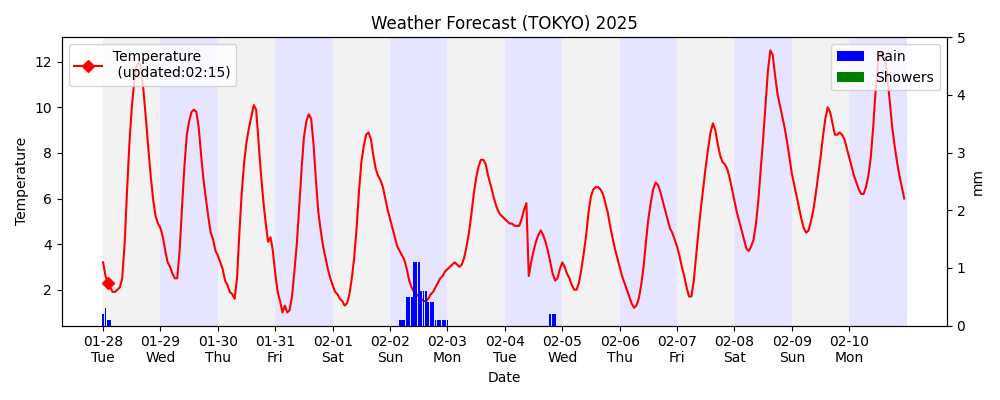 Weather Forecast (TOKYO) 2025
Temperature
(updated:02:15)
Rain
Showers
Temperature
12
10
8
6
4
2
5
4
3
2
1
0
mm
01-28 01-29 01-30 01-31 02-01 02-02 02-03 02-04 02-05 02-06 02-07 02-08 02-09 02-10
Tue Wed Thu Fri Sat Sun Mon Tue Wed Thu Fri Sat Sun Mon
Date